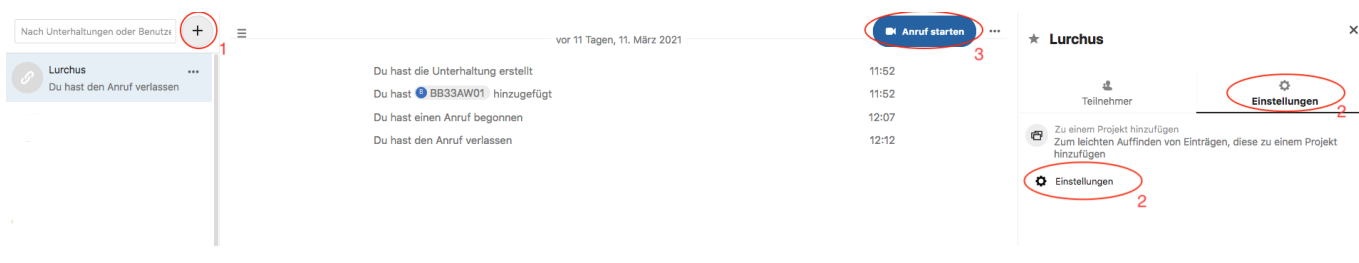 Nach Unterhaltungen oder Benutze
+
1
Lurchus
Du hast den Anruf verlassen
vor 11 Tagen, 11. März 2021
Anruf starten
3
Du hast die Unterhaltung erstellt 11:52
Du hast B BB33AW01 hinzugefügt 11:52
Du hast einen Anruf begonnen 12:07
Du hast den Anruf verlassen 12:12
Lurchus
Teilnehmer
Einstellungen
2
Zu einem Projekt hinzufügen
Zum leichten Auffinden von Einträgen, diese zu einem Projekt
hinzufügen
Einstellungen
2